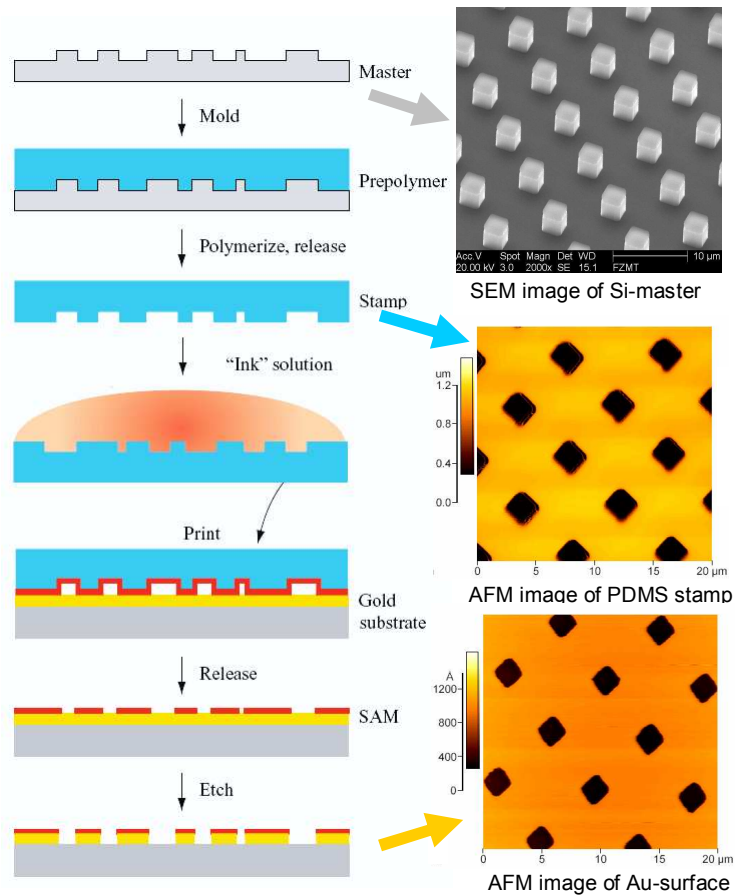 Master
Mold
Prepolymer
Polymerize, release
Stamp
“Ink” solution
Print
Gold
substrate
Release
SAM
Etch
Acc.V Spot Magn Det WD 10 µm
20.00 kV 3.0 2000x SE 15.1 FZMT
SEM image of Si-master
um
1.2
0.8
0.4
0.0
0 5 10 15 20 µm
AFM image of PDMS stamp
Å
1200
800
400
0
0 5 10 15 20 µm
AFM image of Au-surface